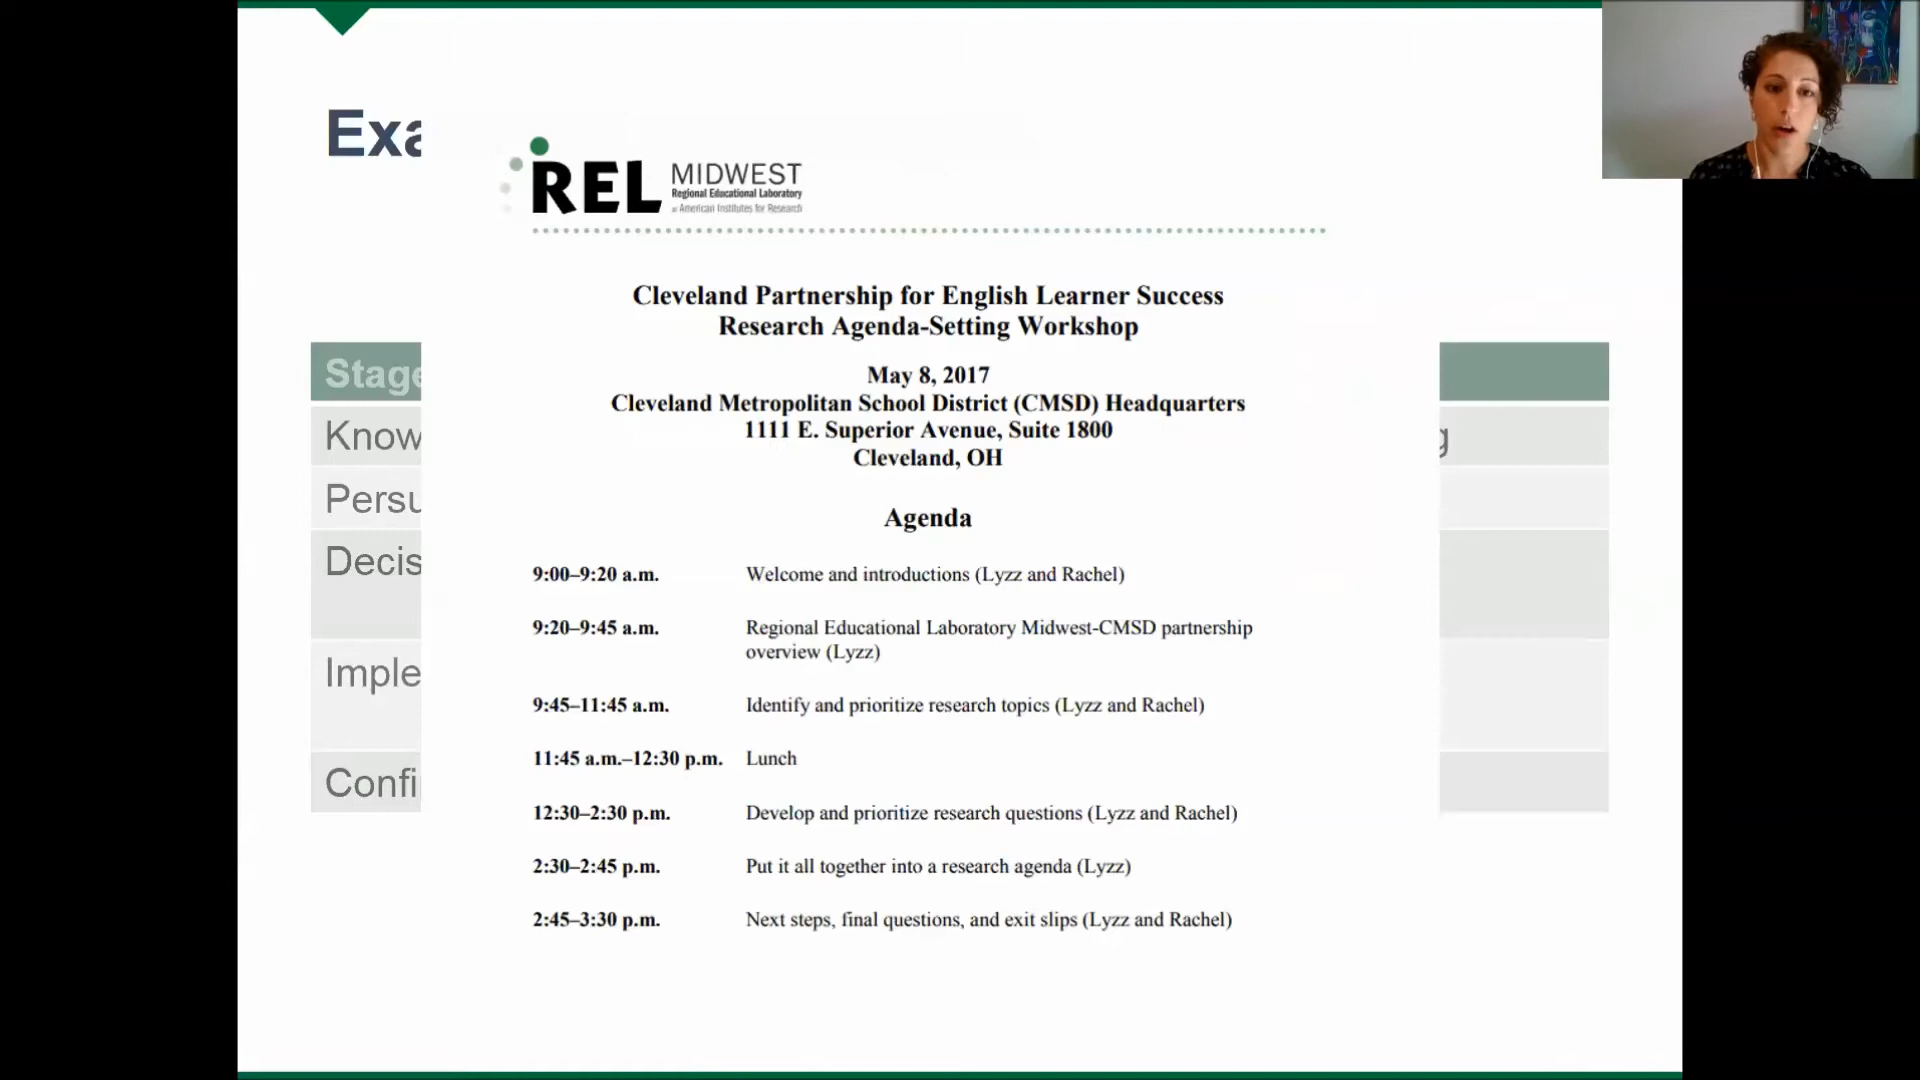 Exa
REL MIDWEST
Regional Educational Laboratory
at American Institutes for Research
Cleveland Partnership for English Learner Success
Research Agenda-Setting Workshop
May 8, 2017
Cleveland Metropolitan School District (CMSD) Headquarters
1111 E. Superior Avenue, Suite 1800
Cleveland, OH
Agenda
9:00–9:20 a.m. Welcome and introductions (Lyzz and Rachel)
9:20–9:45 a.m. Regional Educational Laboratory Midwest-CMSD partnership
overview (Lyzz)
9:45–11:45 a.m. Identify and prioritize research topics (Lyzz and Rachel)
11:45 a.m.–12:30 p.m. Lunch
12:30–2:30 p.m. Develop and prioritize research questions (Lyzz and Rachel)
2:30–2:45 p.m. Put it all together into a research agenda (Lyzz)
2:45–3:30 p.m. Next steps, final questions, and exit slips (Lyzz and Rachel)
Stage
Know
g
Persu
Decis
Imple
Confi